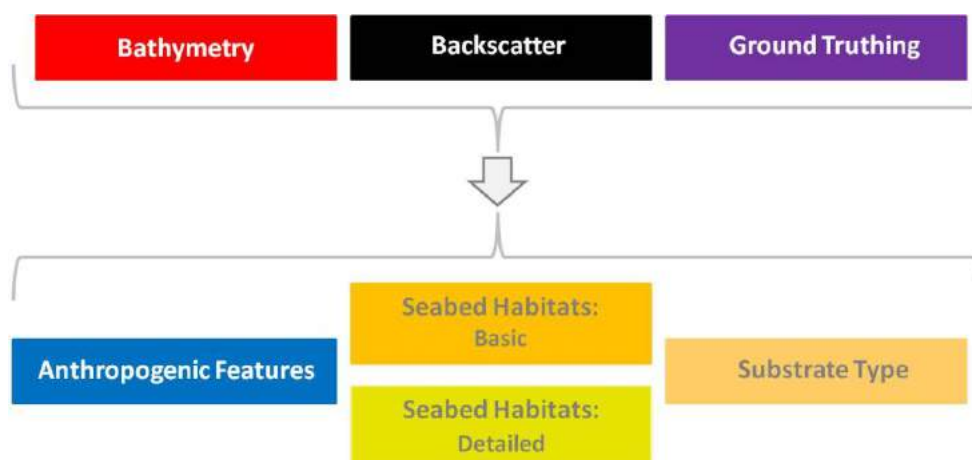 Bathymetry
Backscatter
Ground Truthing
Seabed Habitats:
Basic
Anthropogenic Features
Substrate Type
Seabed Habitats:
Detailed